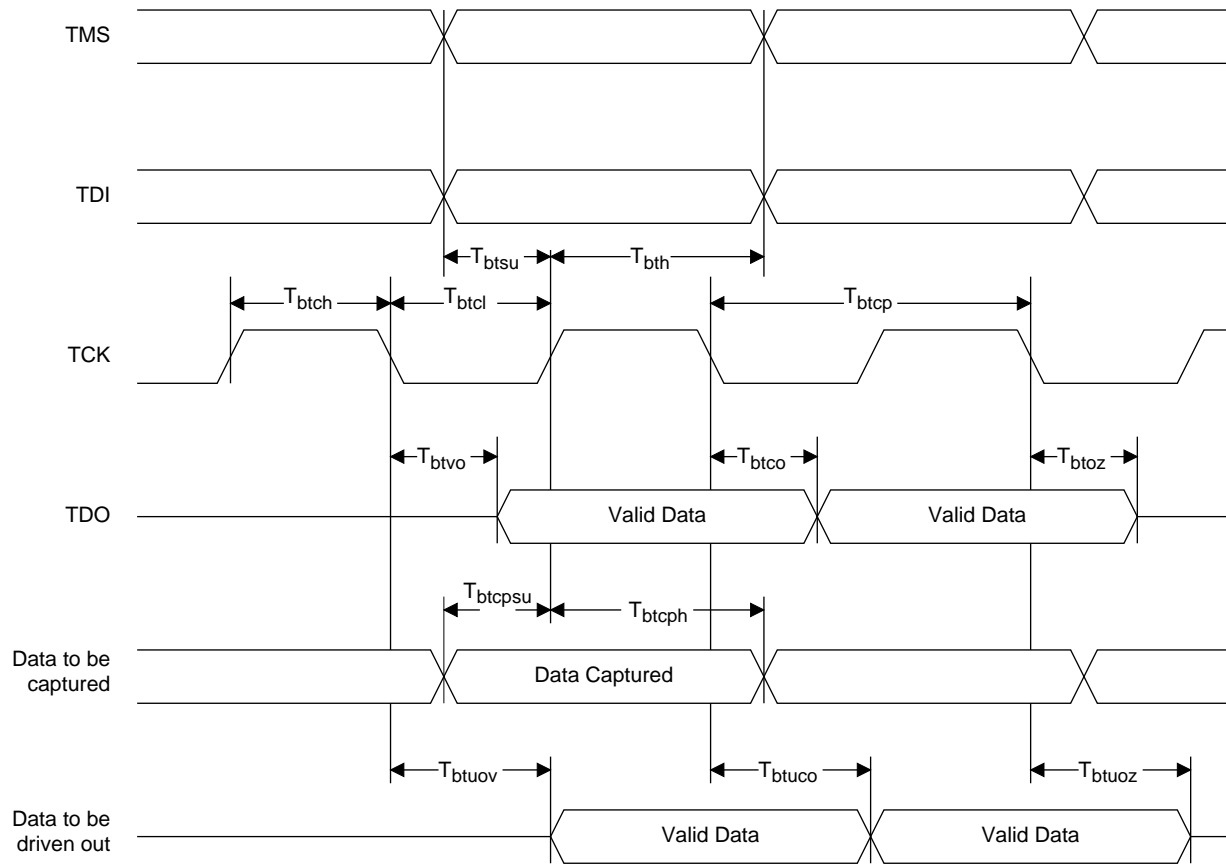 TMS
TDI
Tbtsu
Tbth
Tbtch
Tbtcl
Tbtcp
TCK
Tbtvo
Tbtco
Tbtoz
TDO
Valid Data
Valid Data
Tbtcpsu
Tbtcph
Data to be
captured
Data Captured
Tbtuov
Tbtuco
Tbtuoz
Data to be
driven out
Valid Data
Valid Data